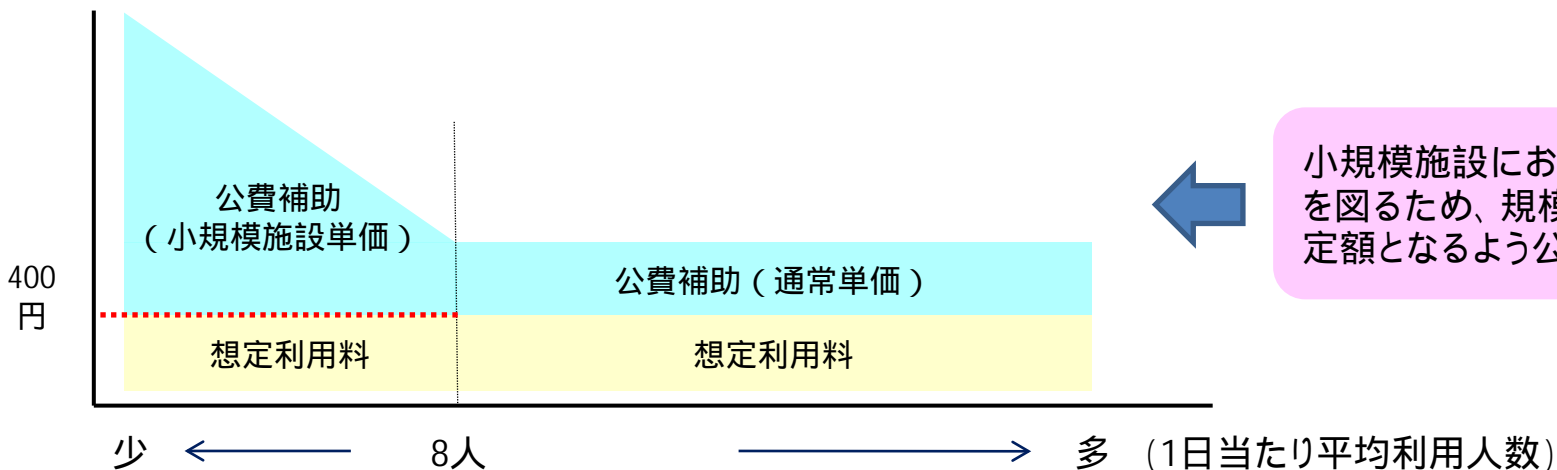 公費補助
（小規模施設単価）
400
円
公費補助（通常単価）
想定利用料
想定利用料
小規模施設にお
を図るため、規模
定額となるよう公
少
8人
多
（1日当たり平均利用人数）